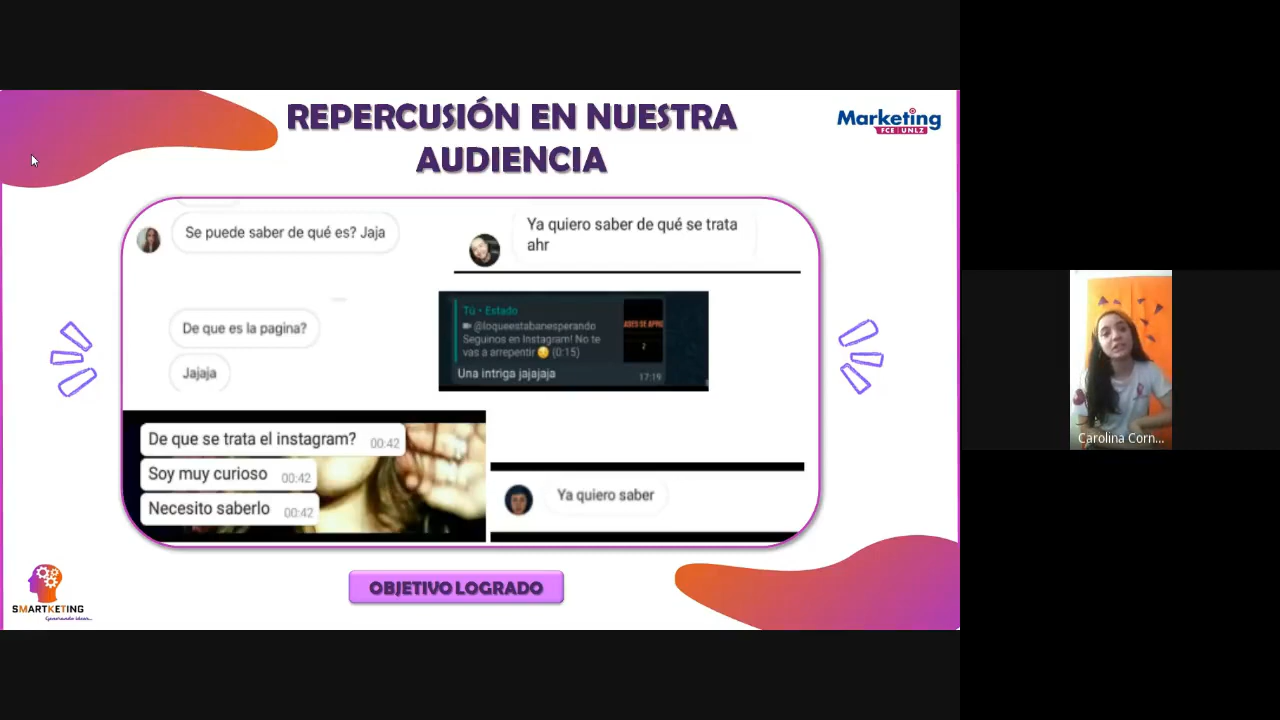 REPERCUSIÓN EN NUESTRA
AUDIENCIA
Marketing
FCE | UNLZ
Se puede saber de qué es? Jaja
Ya quiero saber de qué se trata
ahr
De que es la pagina?
Jajaja
Tú • Estado
@loqueestabanesperando
Seguinos en Instagram! No te
vas a arrepentir 😏 (0:15)
2
Una intriga jajajaja 17:19
De que se trata el instagram? 00:42
Soy muy curioso 00:42
Necesito saberlo 00:42
Ya quiero saber
OBJETIVO LOGRADO
SMARTKETING
Generando ideas...
Carolina Corn...